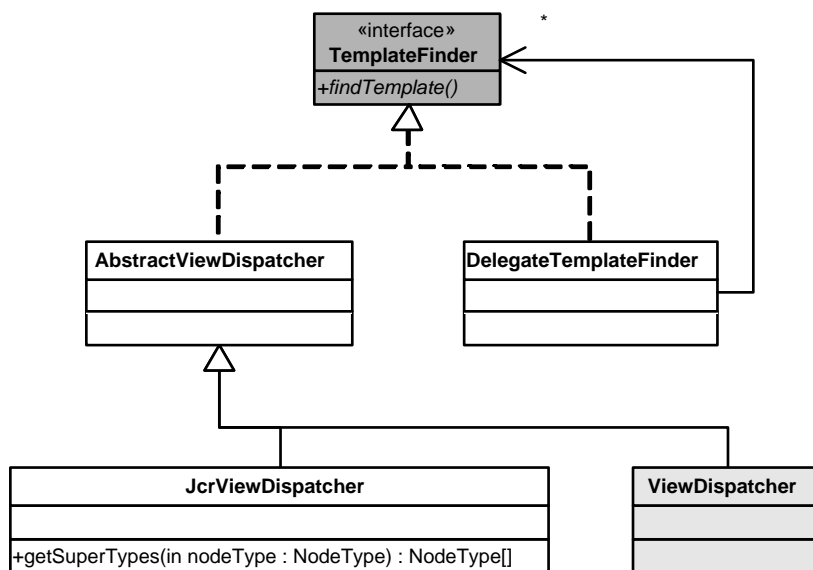 «interface»
TemplateFinder
+findTemplate()
*
AbstractViewDispatcher
DelegateTemplateFinder
JcrViewDispatcher
+getSuperTypes(in nodeType : NodeType) : NodeType[]
ViewDispatcher